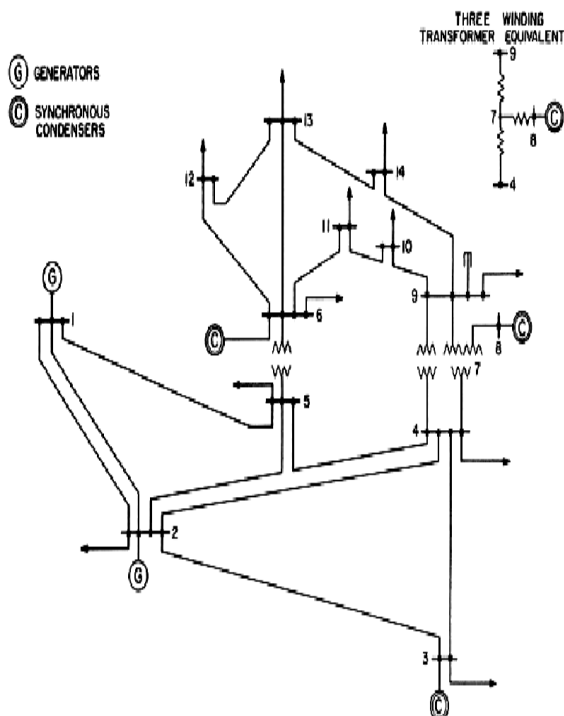 THREE WINDING
TRANSFORMER EQUIVALENT
9
7
C
8
4
G GENERATORS
C SYNCHRONOUS
CONDENSERS
13
12
14
11
10
G
1
9
6
C
C
8
7
5
4
2
G
3
C